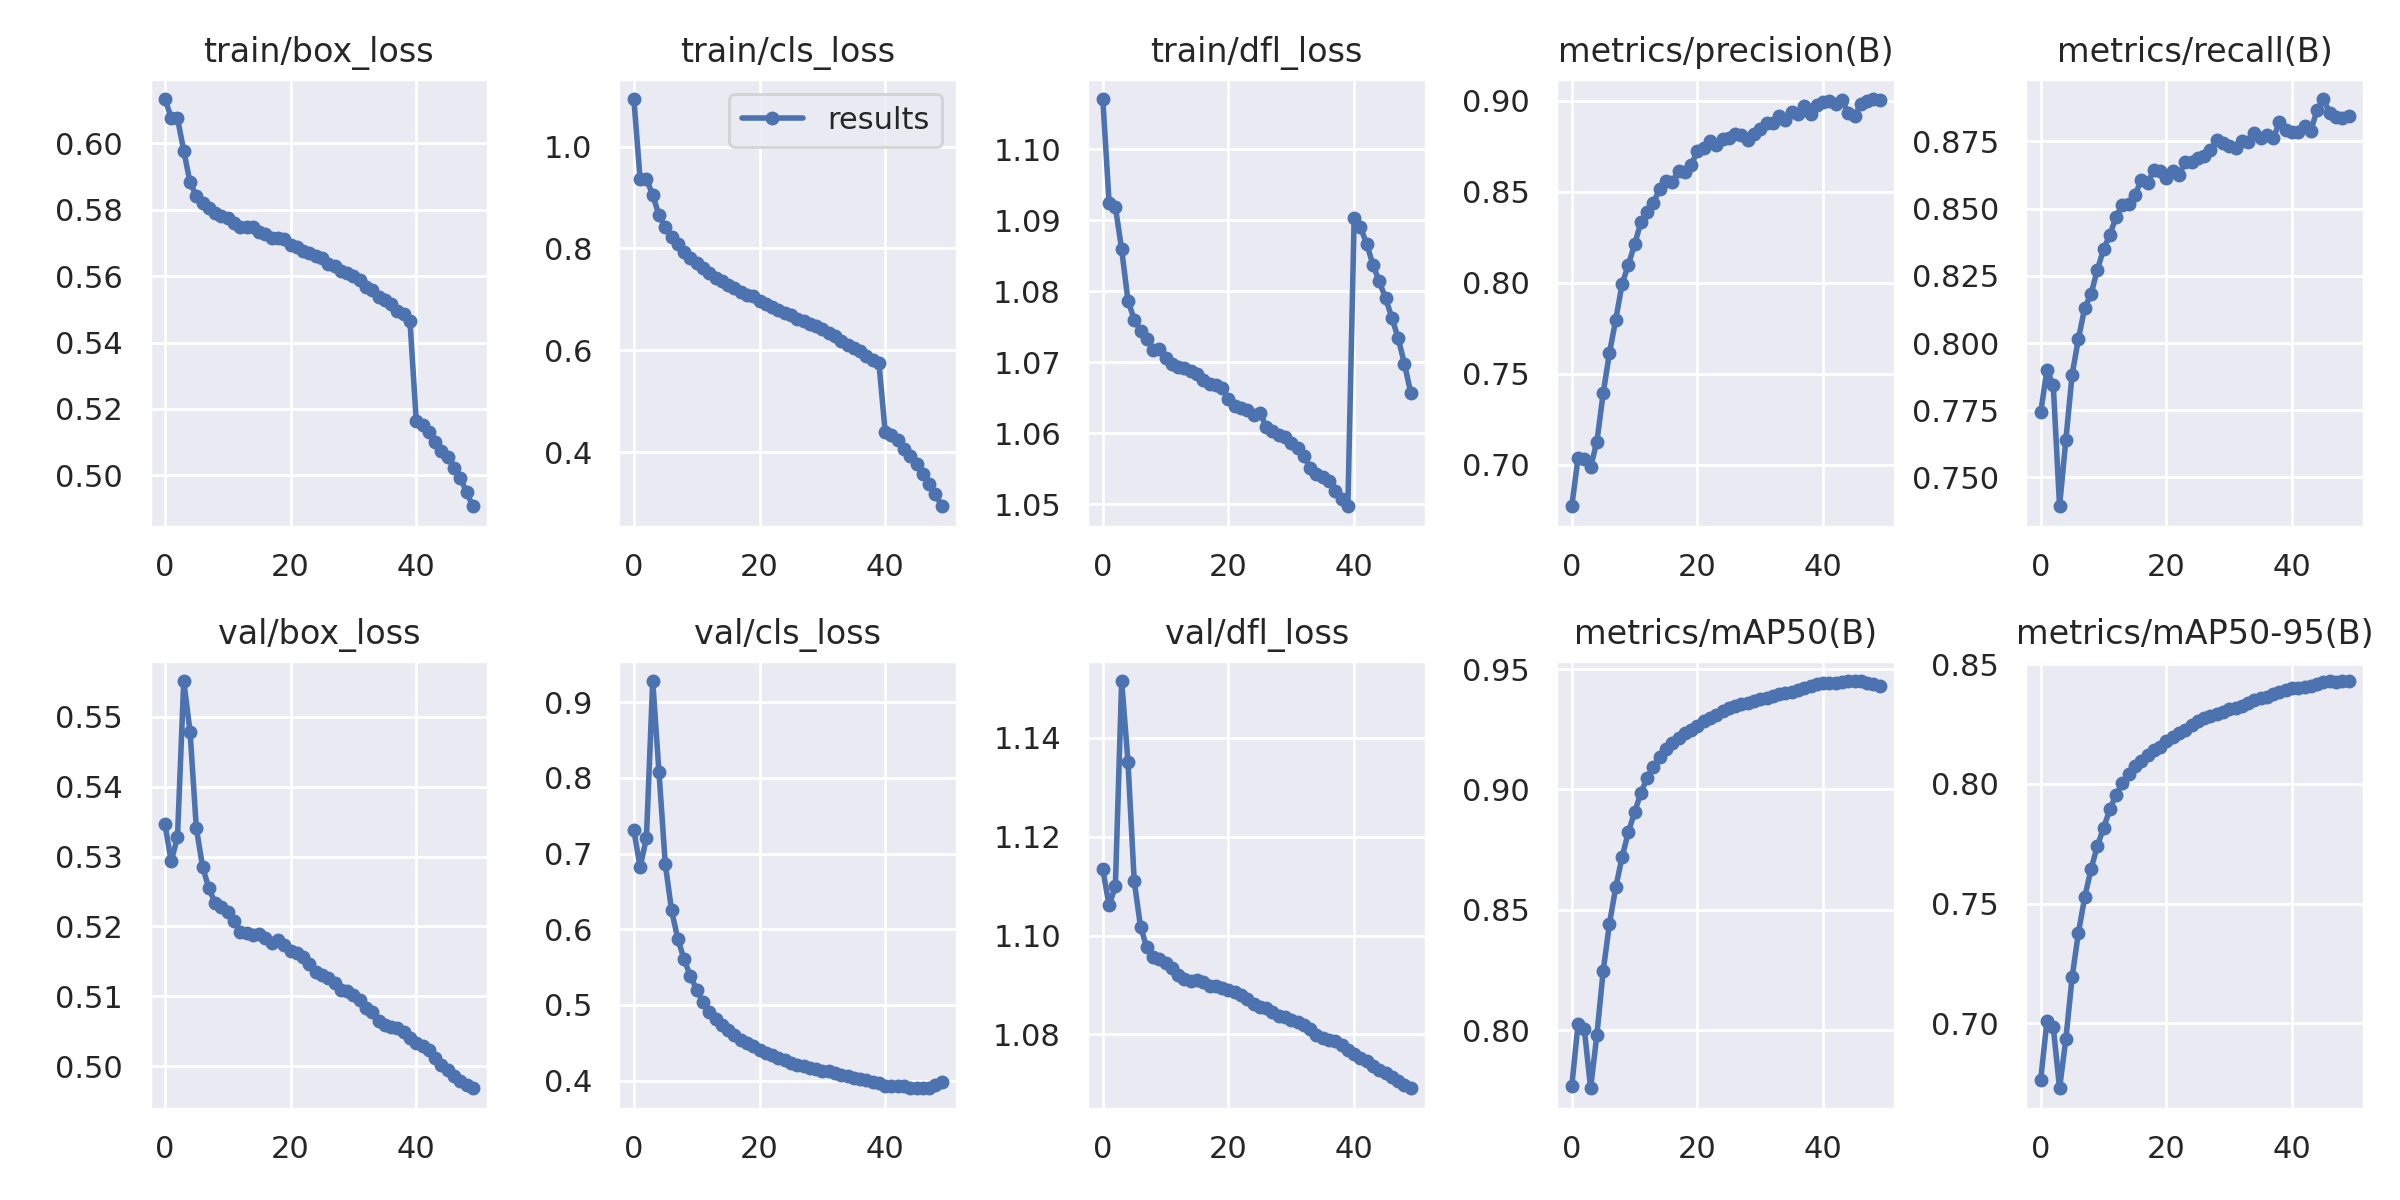 train/box_loss
0.60
0.58
0.56
0.54
0.52
0.50
0 20 40
train/cls_loss
results
1.0
0.8
0.6
0.4
0 20 40
train/dfl_loss
1.10
1.09
1.08
1.07
1.06
1.05
0 20 40
metrics/precision(B)
0.90
0.85
0.80
0.75
0.70
0 20 40
metrics/recall(B)
0.875
0.850
0.825
0.800
0.775
0.750
0 20 40
val/box_loss
0.55
0.54
0.53
0.52
0.51
0.50
0 20 40
val/cls_loss
0.9
0.8
0.7
0.6
0.5
0.4
0 20 40
val/dfl_loss
1.14
1.12
1.10
1.08
0 20 40
metrics/mAP50(B)
0.95
0.90
0.85
0.80
0 20 40
metrics/mAP50-95(B)
0.85
0.80
0.75
0.70
0 20 40